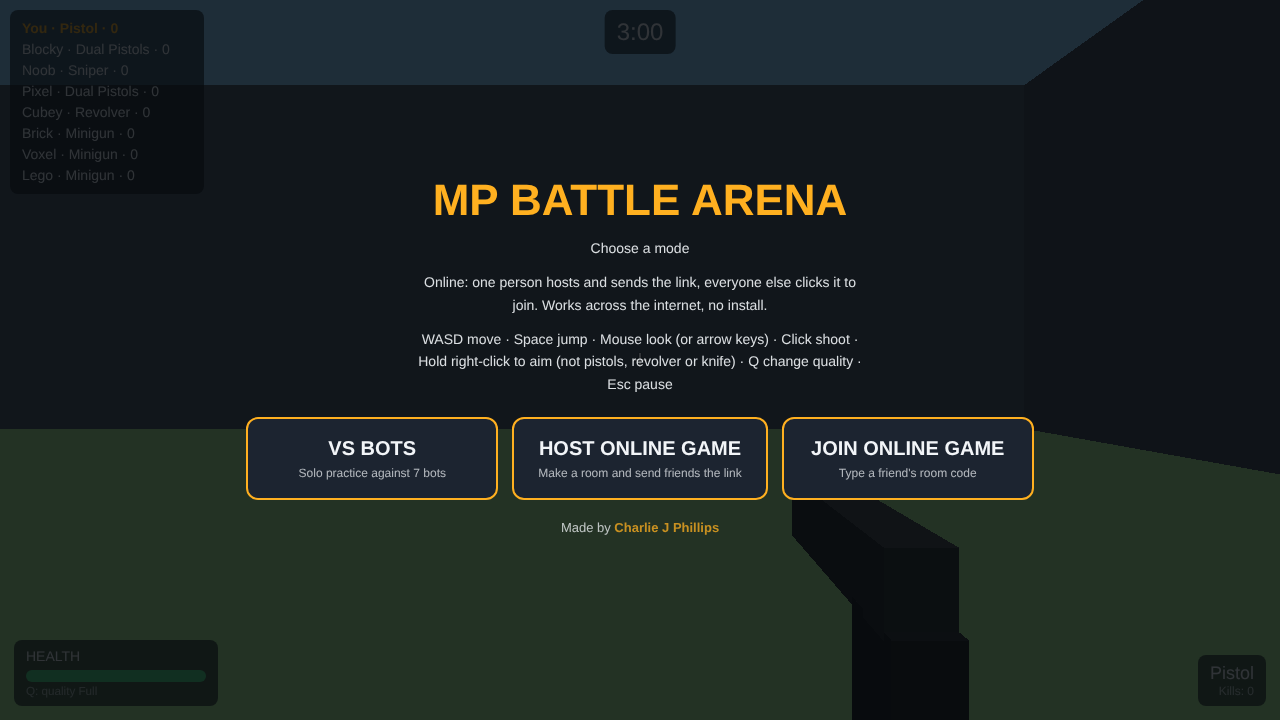 You · Pistol · 0
Blocky · Dual Pistols · 0
Noob · Sniper · 0
Pixel · Dual Pistols · 0
Cubey · Revolver · 0
Brick · Minigun · 0
Voxel · Minigun · 0
Lego · Minigun · 0
3:00
MP BATTLE ARENA
Choose a mode
Online: one person hosts and sends the link, everyone else clicks it to
join. Works across the internet, no install.
WASD move · Space jump · Mouse look (or arrow keys) · Click shoot ·
Hold right-click to aim (not pistols, revolver or knife) · Q change quality ·
Esc pause
VS BOTS
Solo practice against 7 bots
HOST ONLINE GAME
Make a room and send friends the link
JOIN ONLINE GAME
Type a friend's room code
Made by Charlie J Phillips
HEALTH
Q: quality Full
Pistol
Kills: 0